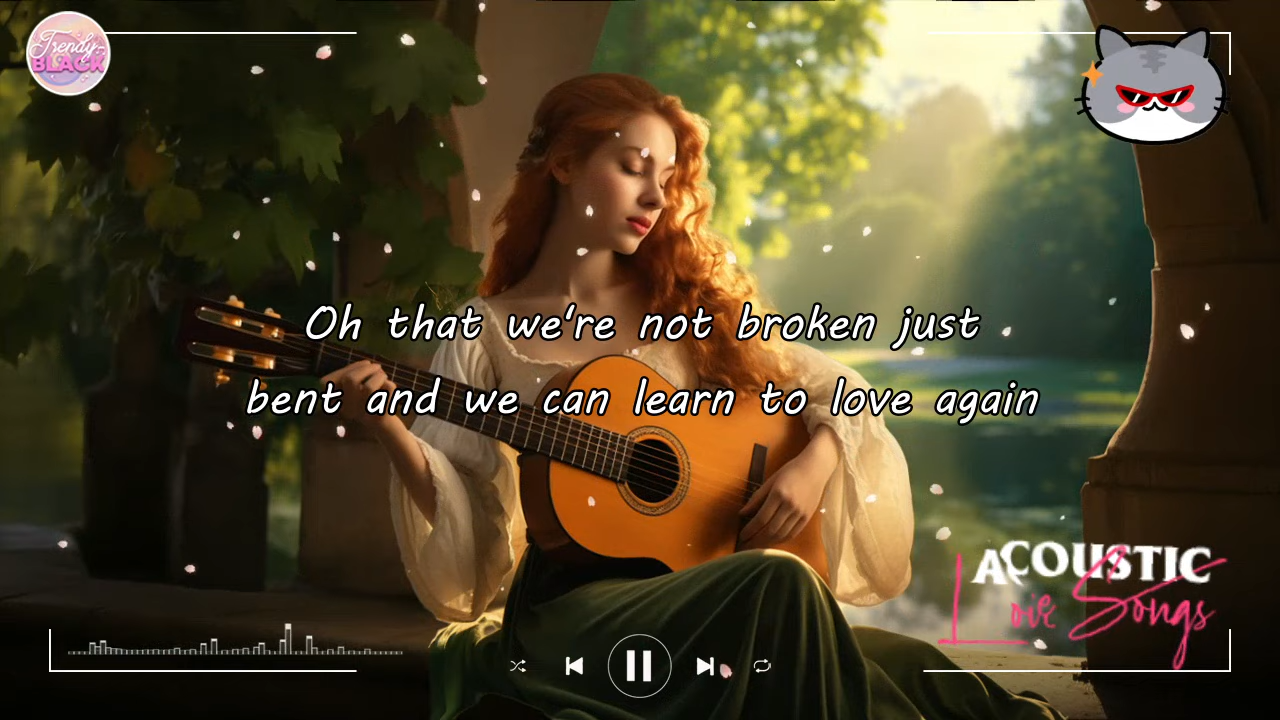 Trendy
BLACK
Oh that we're not broken just
bent and we can learn to love again
ACOUSTIC
Love Songs